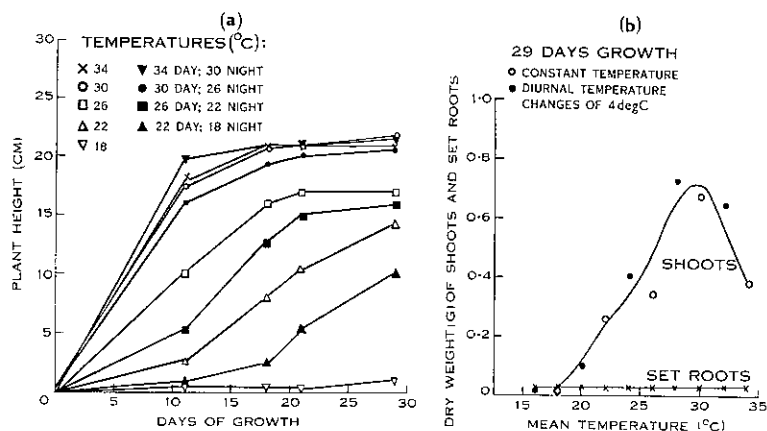 (a)
TEMPERATURES(°C):
× 34 ▼ 34 DAY; 30 NIGHT
○ 30 ● 30 DAY; 26 NIGHT
□ 26 ■ 26 DAY; 22 NIGHT
△ 22 ▲ 22 DAY; 18 NIGHT
▽ 18
30
25
20
15
10
5
0
PLANT HEIGHT (CM)
10 15 20 25 30
DAYS OF GROWTH
(b)
29 DAYS GROWTH
○ CONSTANT TEMPERATURE
● DIURNAL TEMPERATURE
CHANGES OF 4degC
1·0
0·8
0·6
0·4
0·2
0
DRY WEIGHT(G)OF SHOOTS AND SET ROOTS
SHOOTS
SET ROOTS
15 20 25 30 35
MEAN TEMPERATURE (°C)